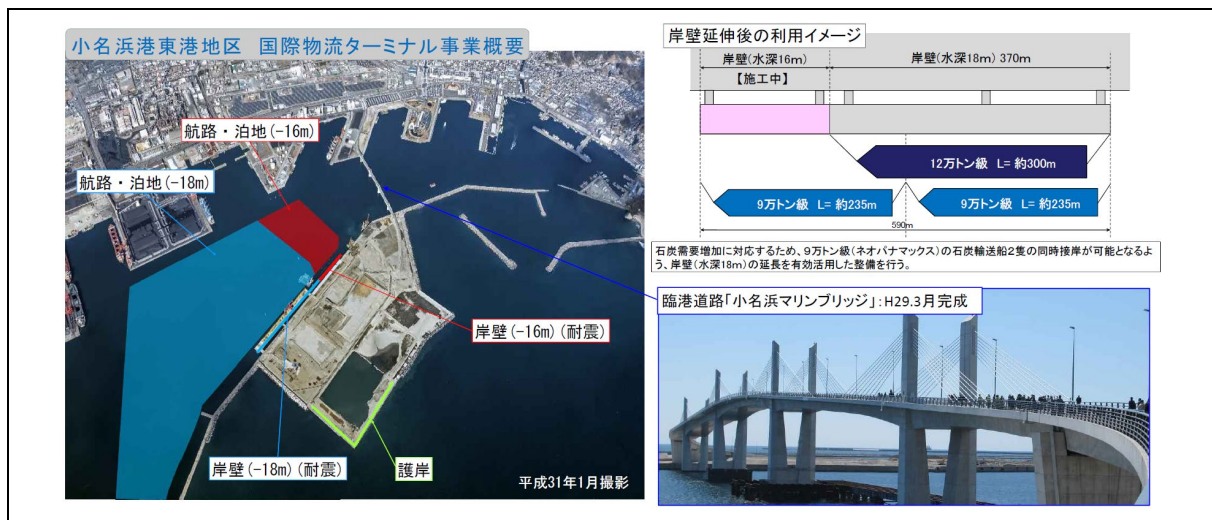 小名浜港東港地区 国際物流ターミナル事業概要
航路・泊地(-16m)
航路・泊地(-18m)
岸壁(-16m)(耐震)
岸壁(-18m)(耐震)
護岸
平成31年1月撮影
岸壁延伸後の利用イメージ
岸壁(水深16m)
【施工中】
岸壁(水深18m) 370m
12万トン級 L= 約300m
9万トン級 L= 約235m
9万トン級 L= 約235m
590m
石炭需要増加に対応するため、9万トン級(ネオパナマックス)の石炭輸送船2隻の同時接岸が可能となるよ
う、岸壁(水深18m)の延長を有効活用した整備を行う。
臨港道路「小名浜マリンブリッジ」:H29.3月完成